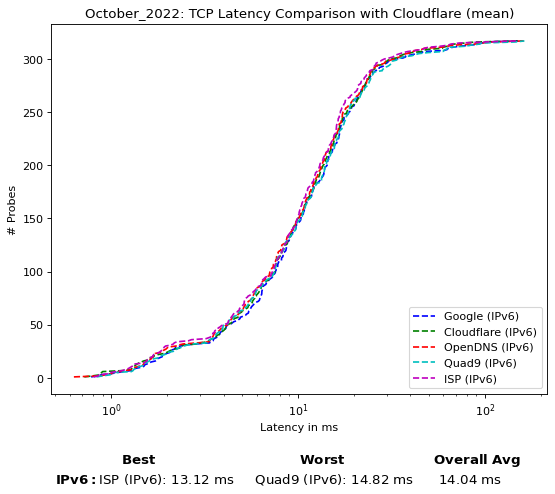 October_2022: TCP Latency Comparison with Cloudflare (mean)
300
250
200
150
100
50
0
# Probes
10⁰ 10¹ 10²
Latency in ms
Google (IPv6)
Cloudflare (IPv6)
OpenDNS (IPv6)
Quad9 (IPv6)
ISP (IPv6)
Best Worst Overall Avg
IPv6: ISP (IPv6): 13.12 ms Quad9 (IPv6): 14.82 ms 14.04 ms